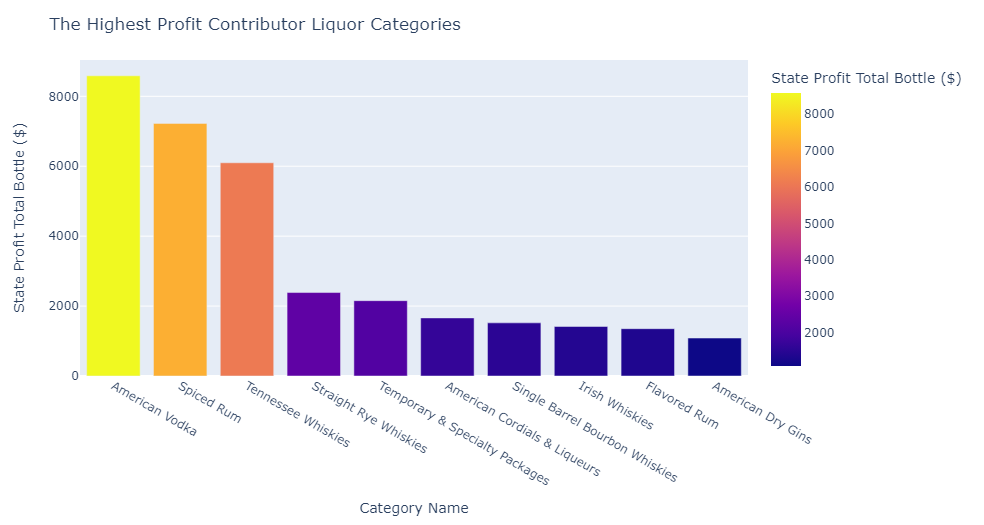 The Highest Profit Contributor Liquor Categories
State Profit Total Bottle ($)
8000
6000
4000
2000
0
American Vodka
Spiced Rum
Tennessee Whiskies
Straight Rye Whiskies
Temporary & Specialty Packages
American Cordials & Liqueurs
Single Barrel Bourbon Whiskies
Irish Whiskies
Flavored Rum
American Dry Gins
Category Name
State Profit Total Bottle ($)
8000
7000
6000
5000
4000
3000
2000